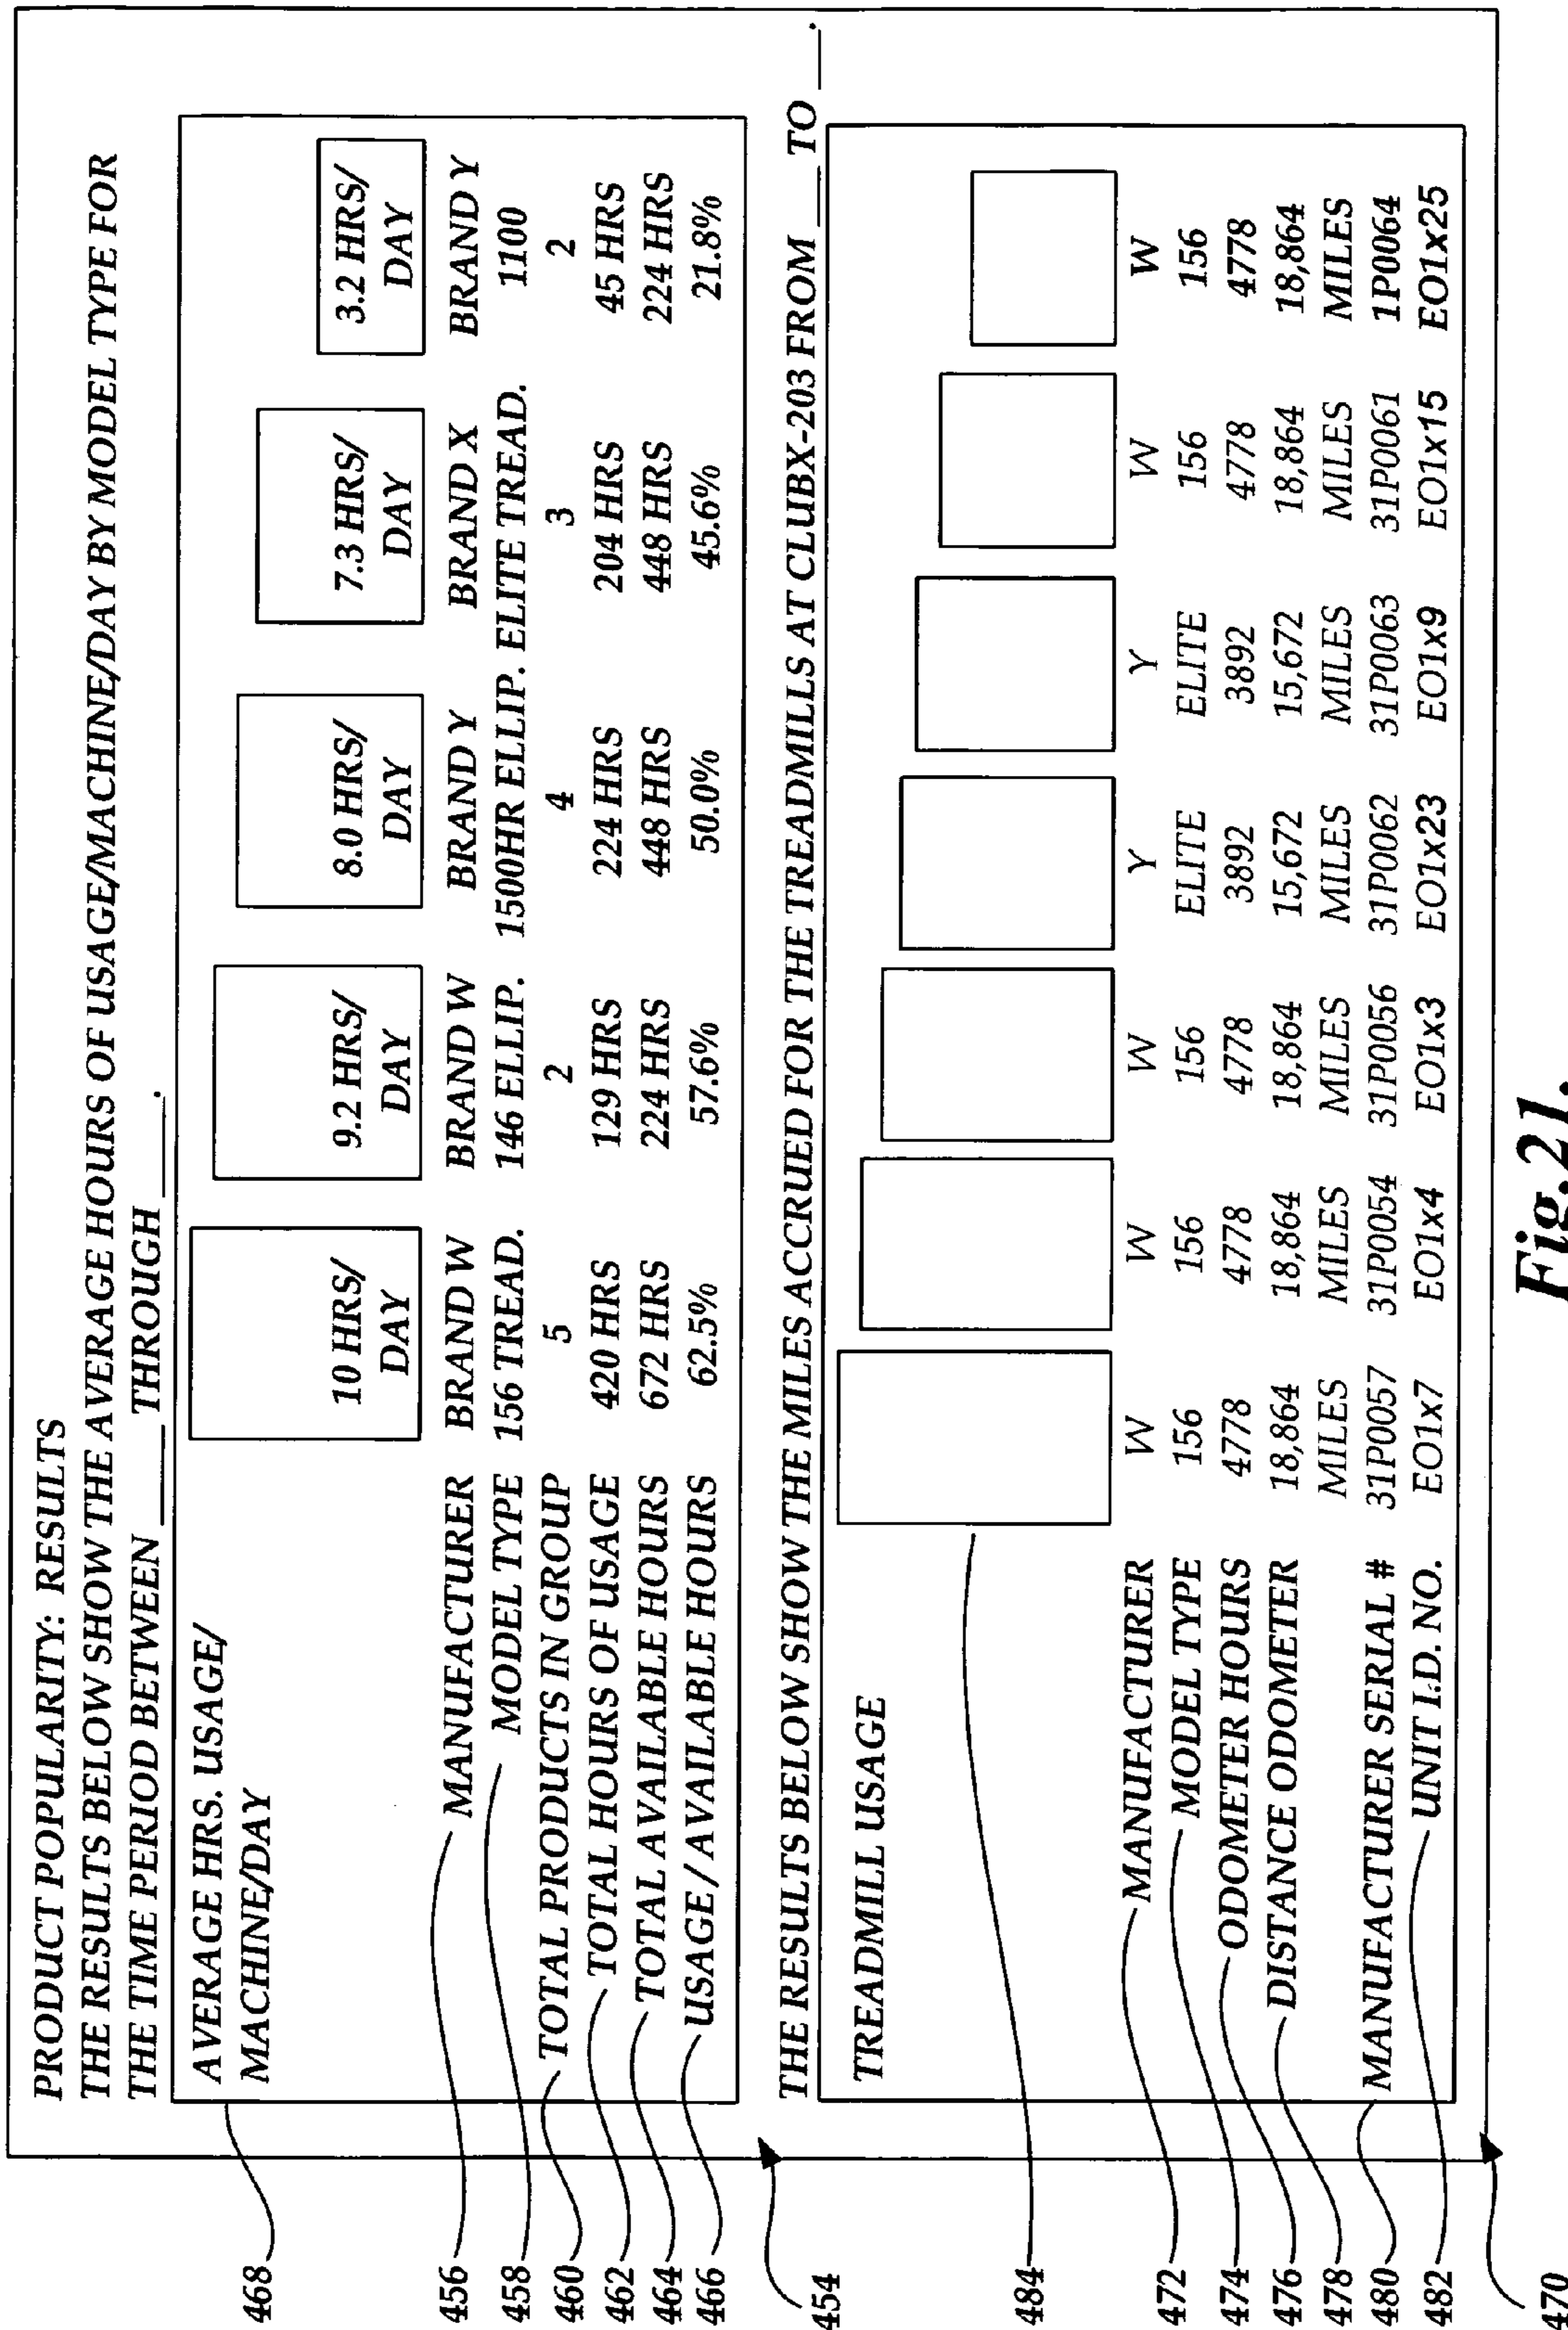 PRODUCT POPULARITY: RESULTS
THE RESULTS BELOW SHOW THE AVERAGE HOURS OF USAGE/MACHINE/DAY BY MODEL TYPE FOR
THE TIME PERIOD BETWEEN ____ THROUGH ____.
468
AVERAGE HRS. USAGE/
MACHINE/DAY
10 HRS/ 9.2 HRS/ 8.0 HRS/ 7.3 HRS/ 3.2 HRS/
DAY DAY DAY DAY DAY
456 MANUFACTURER BRAND W BRAND W BRAND Y BRAND X BRAND Y
458 MODEL TYPE 156 TREAD. 146 ELLIP. 1500HR ELLIP. ELITE TREAD. 1100
460 TOTAL PRODUCTS IN GROUP 5 2 4 3 2
462 TOTAL HOURS OF USAGE 420 HRS 129 HRS 224 HRS 204 HRS 45 HRS
464 TOTAL AVAILABLE HOURS 672 HRS 224 HRS 448 HRS 448 HRS 224 HRS
466 USAGE / AVAILABLE HOURS 62.5% 57.6% 50.0% 45.6% 21.8%
454
THE RESULTS BELOW SHOW THE MILES ACCRUED FOR THE TREADMILLS AT CLUBX-203 FROM ___ TO ___.
TREADMILL USAGE
484
472 MANUFACTURER W W W Y Y W W
474 MODEL TYPE 156 156 156 ELITE ELITE 156 156
476 ODOMETER HOURS 4778 4778 4778 3892 3892 4778 4778
478 DISTANCE ODOMETER 18,864 18,864 18,864 15,672 15,672 18,864 18,864
MILES MILES MILES MILES MILES MILES MILES
480 MANUFACTURER SERIAL # 31P0057 31P0054 31P0056 31P0062 31P0063 31P0061 1P0064
482 UNIT I.D. NO. EO1x7 EO1x4 EO1x3 EO1x23 EO1x9 EO1x15 EO1x25
470
Fig.21.